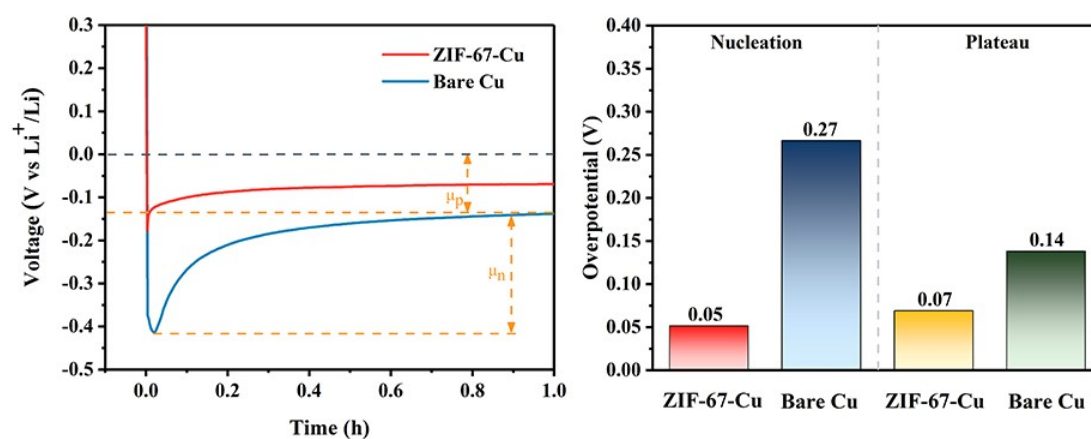 0.3
0.2
0.1
0.0
-0.1
-0.2
-0.3
-0.4
-0.5
Voltage (V vs Li⁺/Li)
ZIF-67-Cu
Bare Cu
μp
μn
0.0 0.2 0.4 0.6 0.8 1.0
Time (h)
0.40
0.35
0.30
0.25
0.20
0.15
0.10
0.05
0.00
Overpotential (V)
Nucleation Plateau
0.05 0.27 0.07 0.14
ZIF-67-Cu Bare Cu ZIF-67-Cu Bare Cu